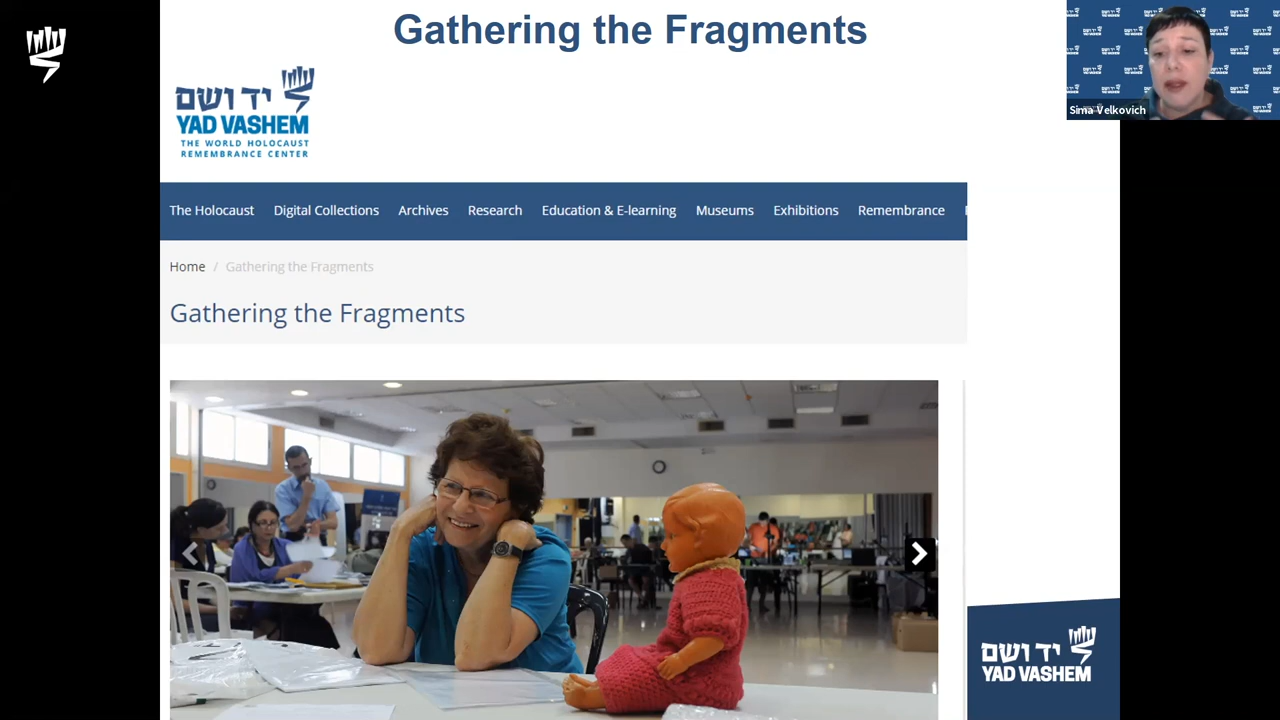 Gathering the Fragments
Sima Velkovich
יד ושם
YAD VASHEM
THE WORLD HOLOCAUST
REMEMBRANCE CENTER
The Holocaust Digital Collections Archives Research Education & E-learning Museums Exhibitions Remembrance
Home / Gathering the Fragments
Gathering the Fragments
יד ושם
YAD VASHEM